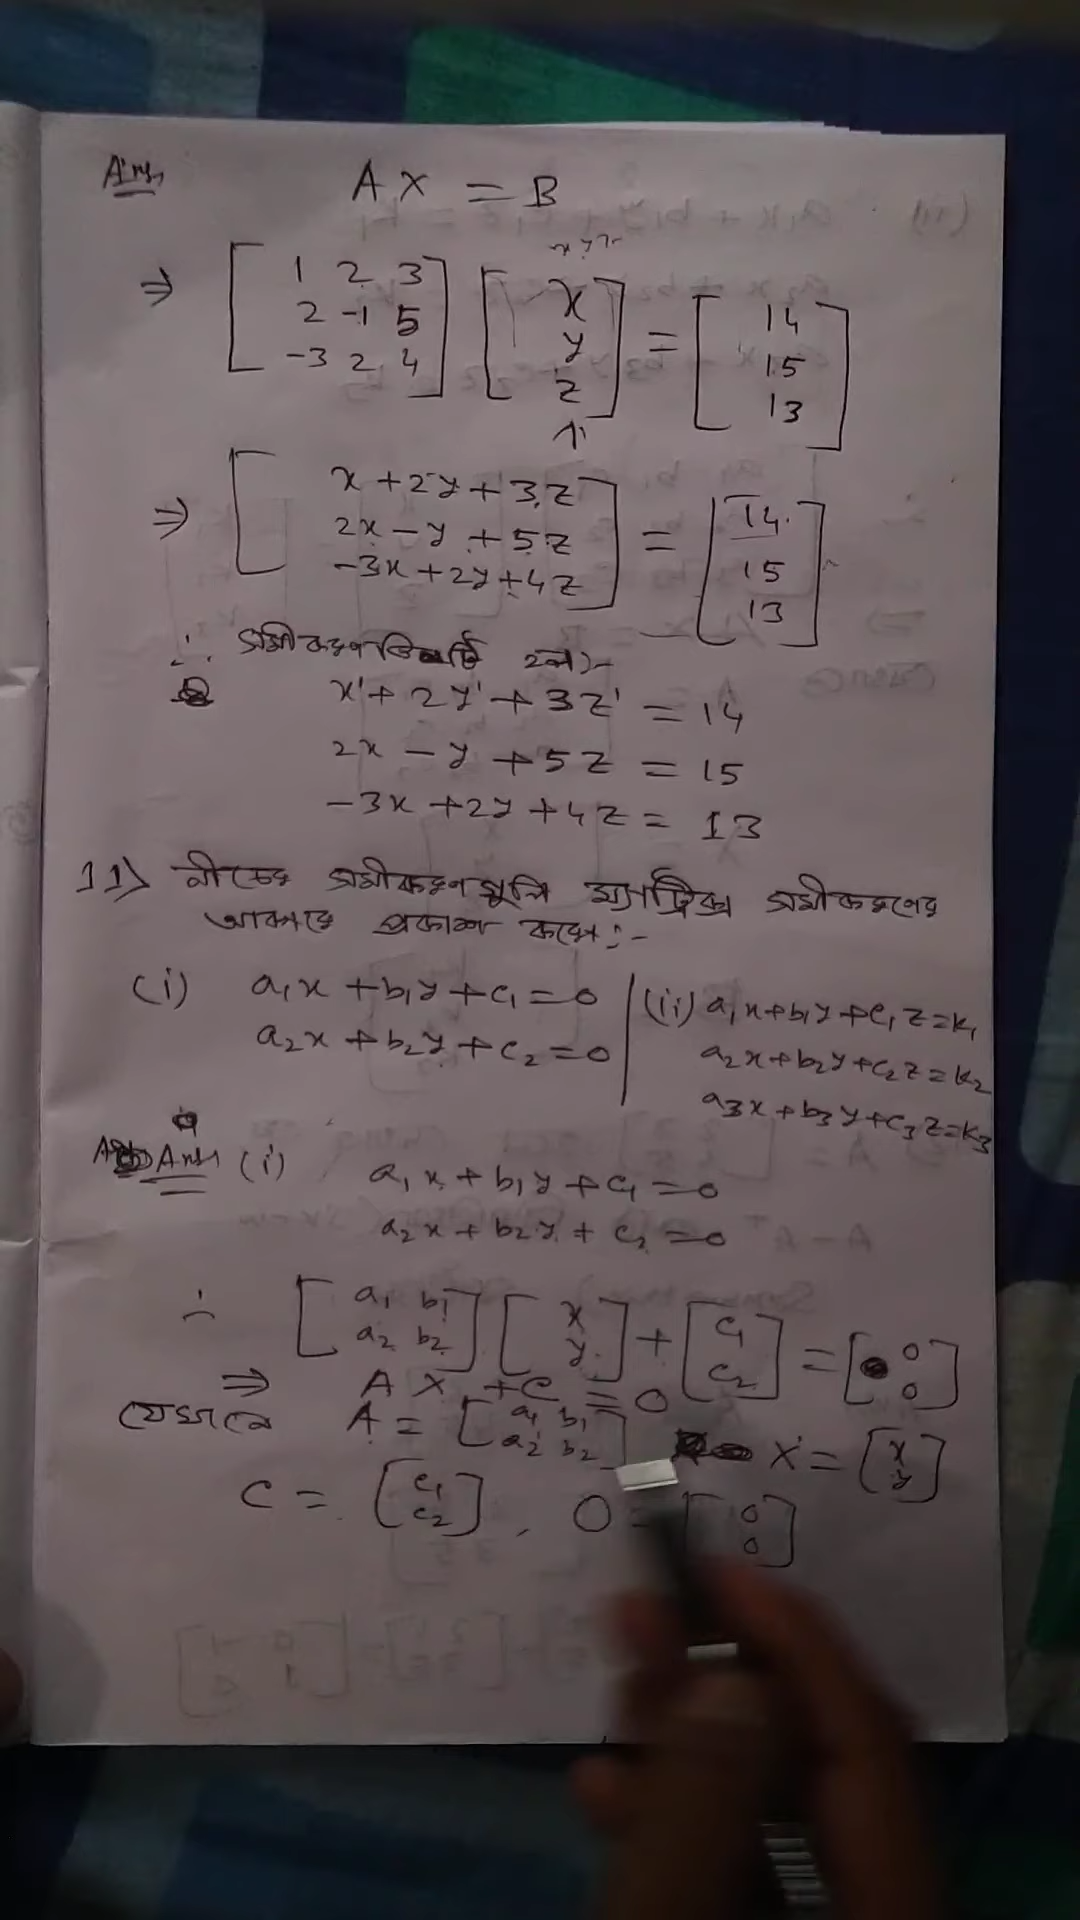 Ans
AX = B
⇒ [1 2 3; 2 -1 5; -3 2 4] [x; y; z] = [14; 15; 13]
⇒ [x + 2y + 3z; 2x - y + 5z; -3x + 2y + 4z] = [14; 15; 13]
∴ সমীকরণ তিনটি হল:-
x + 2y + 3z = 14
2x - y + 5z = 15
-3x + 2y + 4z = 13
11) নীচের সমীকরণগুলি ম্যাট্রিক্স সমীকরণের
আকারে প্রকাশ করো :-
(i) a₁x + b₁y + c₁ = 0
a₂x + b₂y + c₂ = 0
(ii) a₁x + b₁y + c₁z = k₁
a₂x + b₂y + c₂z = k₂
a₃x + b₃y + c₃z = k₃
Ans (i) a₁x + b₁y + c₁ = 0
a₂x + b₂y + c₂ = 0
∴ [a₁ b₁; a₂ b₂] [x; y] + [c₁; c₂] = [0; 0]
⇒ AX + C = 0
যেখানে A = [a₁ b₁; a₂ b₂] X = [x; y]
C = [c₁; c₂], O = [0; 0]